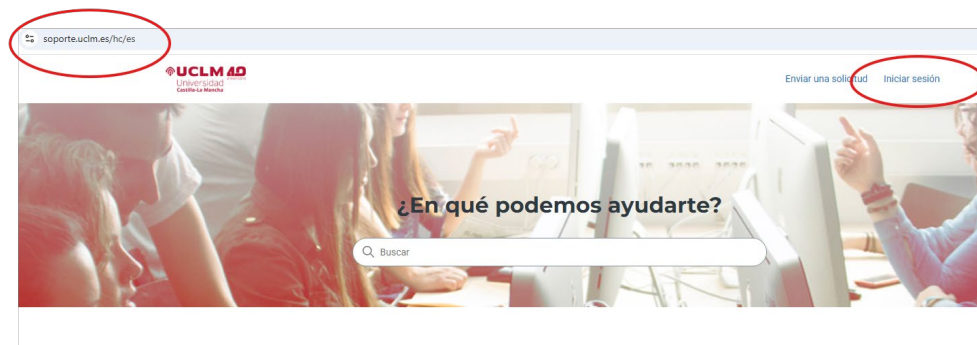 soporte.uclm.es/hc/es
UCLM 40
Universidad
Castilla-La Mancha
Enviar una solicitud Iniciar sesión
¿En qué podemos ayudarte?
Buscar